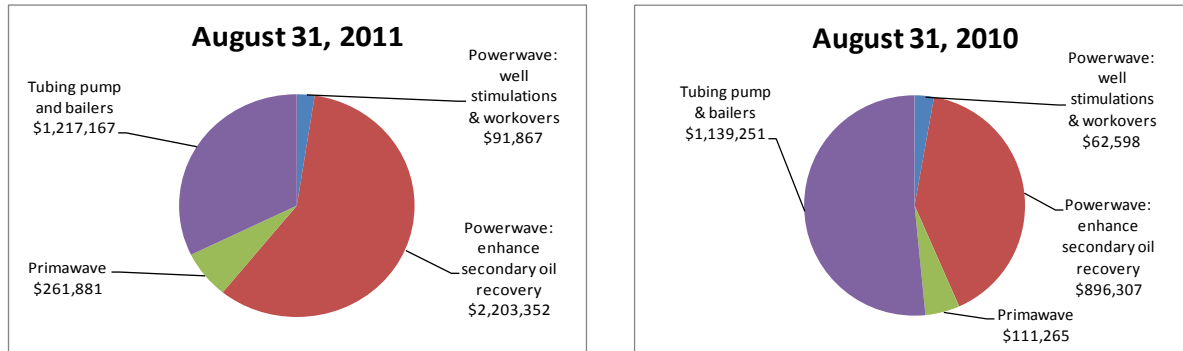 August 31, 2011
Powerwave:
well
stimulations
& workovers
$91,867
Tubing pump
and bailers
$1,217,167
Primawave
$261,881
Powerwave:
enhance
secondary oil
recovery
$2,203,352
August 31, 2010
Powerwave:
well
stimulations
& workovers
$62,598
Tubing pump
& bailers
$1,139,251
Powerwave:
enhance
secondary oil
recovery
$896,307
Primawave
$111,265